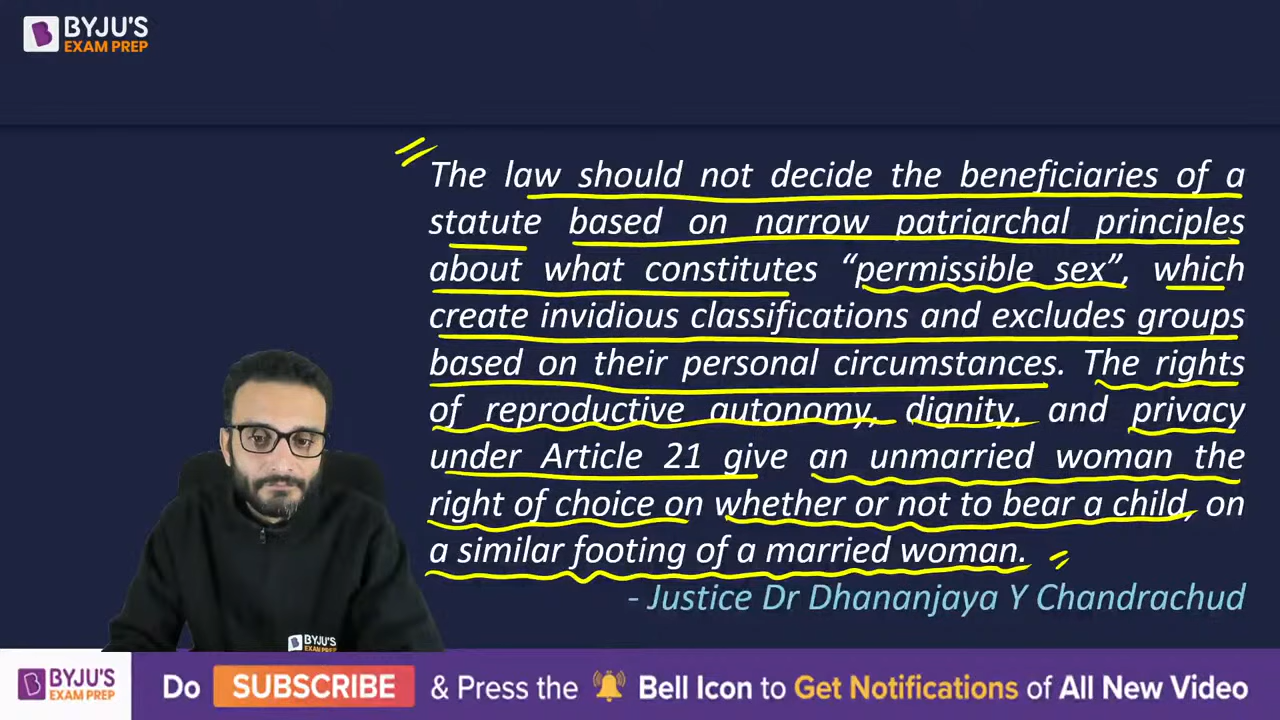 BYJU'S
EXAM PREP
The law should not decide the beneficiaries of a
statute based on narrow patriarchal principles
about what constitutes “permissible sex”, which
create invidious classifications and excludes groups
based on their personal circumstances. The rights
of reproductive autonomy, dignity, and privacy
under Article 21 give an unmarried woman the
right of choice on whether or not to bear a child, on
a similar footing of a married woman.
- Justice Dr Dhananjaya Y Chandrachud
BYJU'S
EXAM PREP
BYJU'S
EXAM PREP
Do SUBSCRIBE & Press the Bell Icon to Get Notifications of All New Video